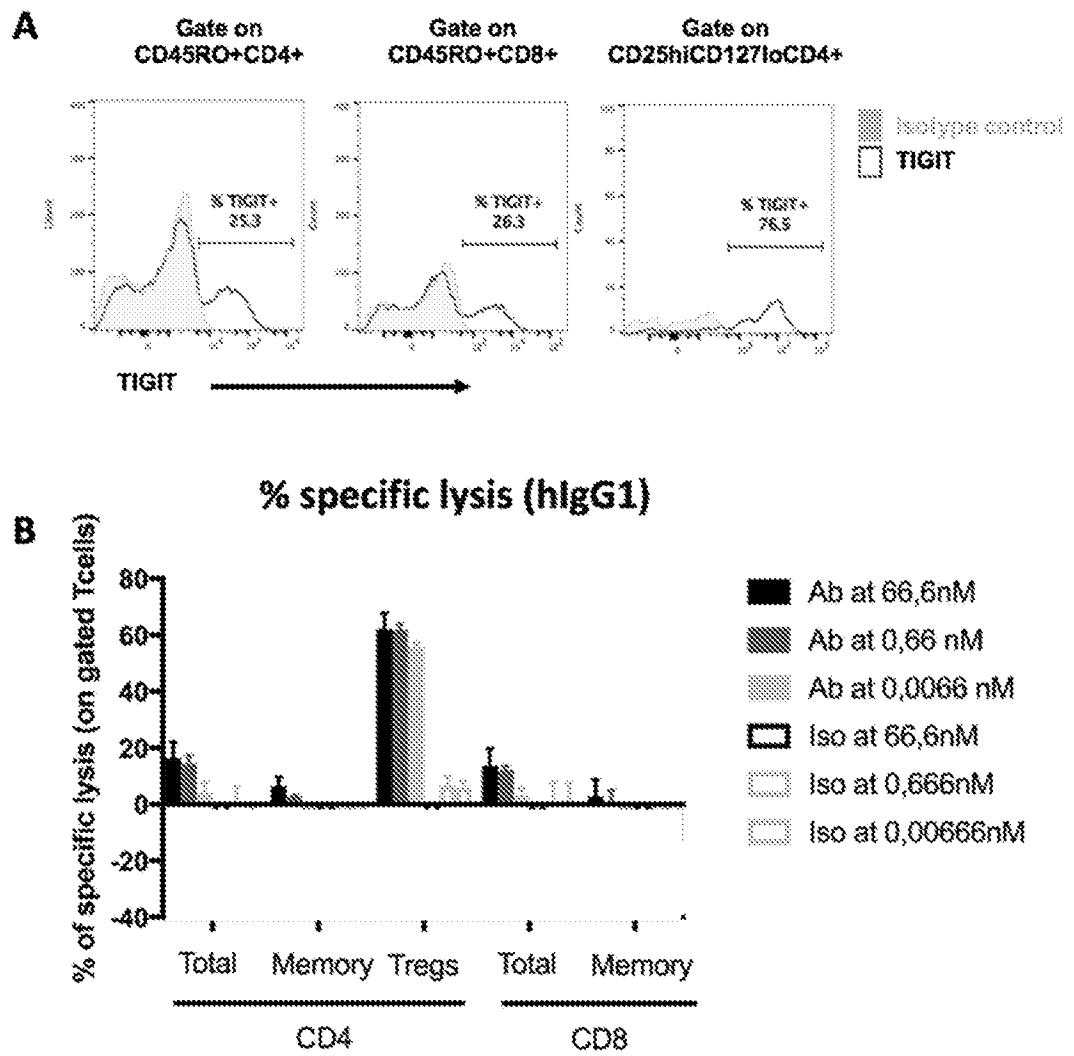 A
Gate on
CD45RO+CD4+
Gate on
CD45RO+CD8+
Gate on
CD25hiCD127loCD4+
Isotype control
TIGIT
% TIGIT+
25.3
% TIGIT+
26.3
% TIGIT+
76.5
TIGIT
% specific lysis (hIgG1)
B
% of specific lysis (on gated Tcells)
80
60
40
20
0
-20
-40
Ab at 66,6nM
Ab at 0,66 nM
Ab at 0,0066 nM
Iso at 66,6nM
Iso at 0,666nM
Iso at 0,00666nM
Total
Memory
Tregs
Total
Memory
CD4
CD8